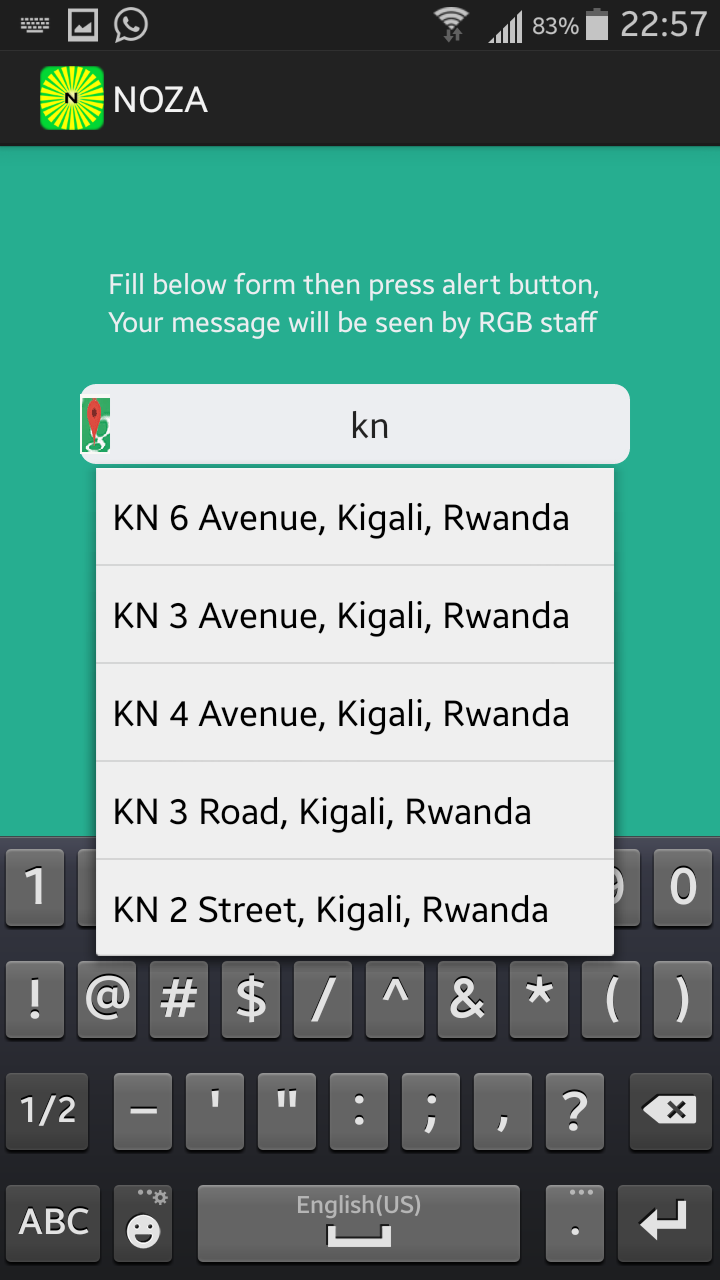 83% 22:57
N NOZA
Fill below form then press alert button,
Your message will be seen by RGB staff
kn
KN 6 Avenue, Kigali, Rwanda
KN 3 Avenue, Kigali, Rwanda
KN 4 Avenue, Kigali, Rwanda
KN 3 Road, Kigali, Rwanda
KN 2 Street, Kigali, Rwanda
1 9 0
! @ # $ / ^ & * ( )
1/2 – ' " : ; , ?
ABC English(US) .